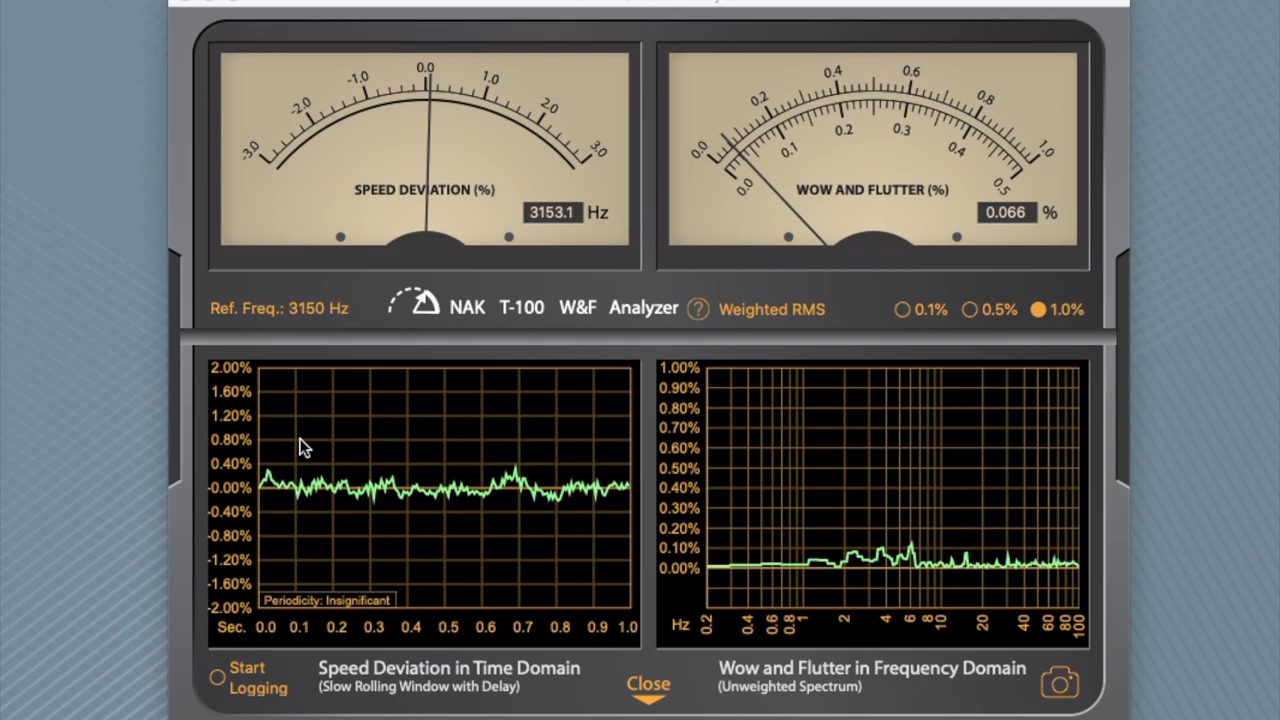 -3.0 -2.0 -1.0 0.0 1.0 2.0 3.0
SPEED DEVIATION (%)
3153.1 Hz
0.0 0.2 0.4 0.6 0.8 1.0
0.0 0.1 0.2 0.3 0.4 0.5
WOW AND FLUTTER (%)
0.066 %
Ref. Freq.: 3150 Hz
NAK T-100 W&F Analyzer
? Weighted RMS
0.1% 0.5% 1.0%
2.00%
1.60%
1.20%
0.80%
0.40%
-0.00%
-0.40%
-0.80%
-1.20%
-1.60%
-2.00%
Periodicity: Insignificant
Sec. 0.0 0.1 0.2 0.3 0.4 0.5 0.6 0.7 0.8 0.9 1.0
1.00%
0.90%
0.80%
0.70%
0.60%
0.50%
0.40%
0.30%
0.20%
0.10%
0.00%
Hz 0.2 0.4 0.6 0.8 1 2 4 6 8 10 20 40 60 80 100
Start
Logging
Speed Deviation in Time Domain
(Slow Rolling Window with Delay)
Close
Wow and Flutter in Frequency Domain
(Unweighted Spectrum)